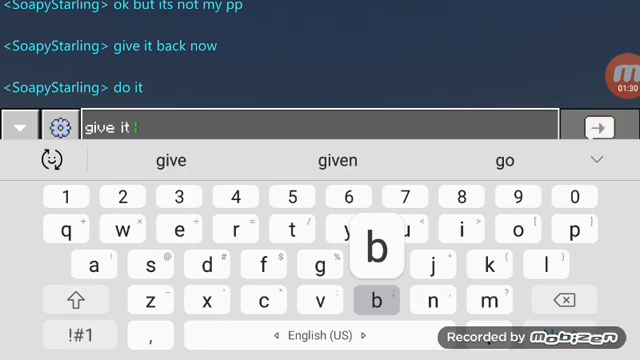 <SoapyStarling> ok but its not my pp
<SoapyStarling> give it back now
<SoapyStarling> do it
01:30
give it
give given go
1 2 3 4 5 6 7 8 9 0
q + w × e ÷ r = t / y u < i > o [ p ]
a ! s @ d # f $ g % b j * k ( l )
z - x ' c " v : b ; n , m ?
!#1 , English (US) .
Recorded by mobizen